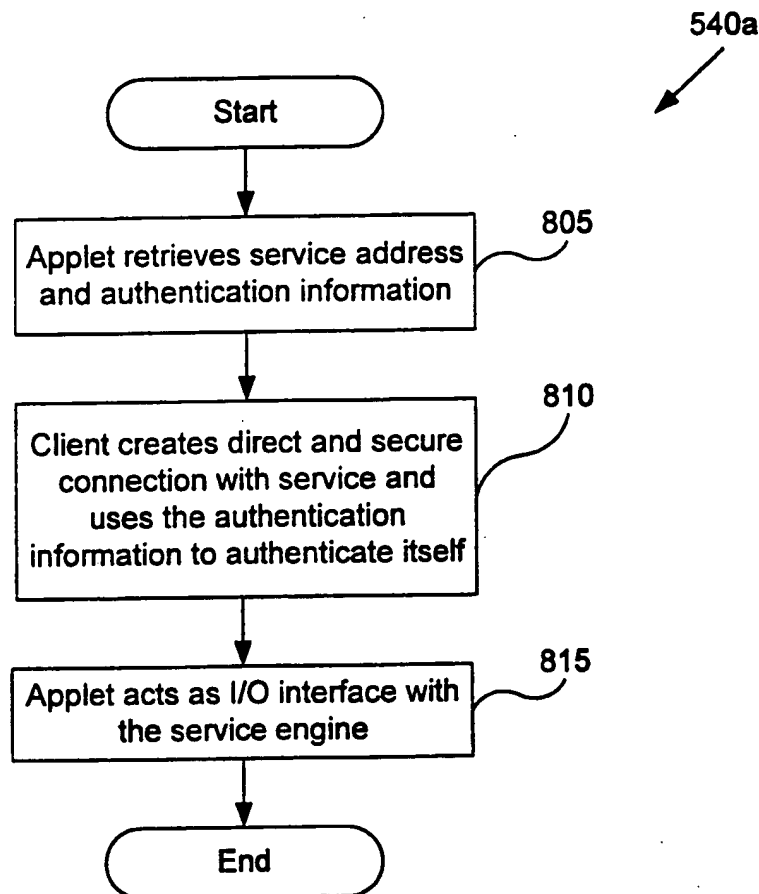 540a
Start
805
Applet retrieves service address
and authentication information
810
Client creates direct and secure
connection with service and
uses the authentication
information to authenticate itself
815
Applet acts as I/O interface with
the service engine
End